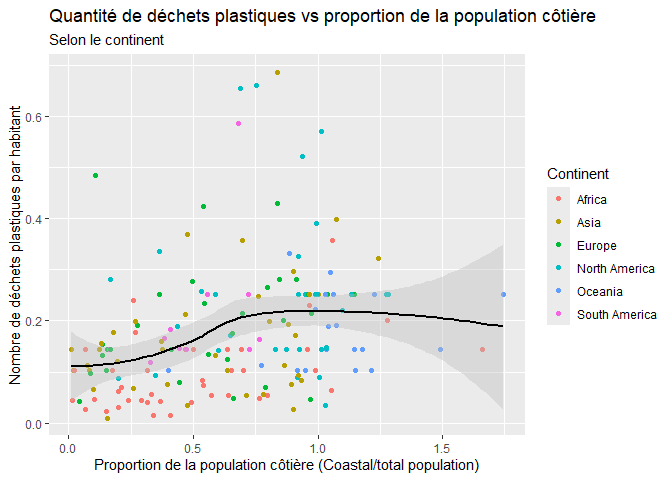 Quantité de déchets plastiques vs proportion de la population côtière
Selon le continent
Nombre de déchets plastiques par habitant
0.6
0.4
0.2
0.0
0.0 0.5 1.0 1.5
Proportion de la population côtière (Coastal/total population)
Continent
Africa
Asia
Europe
North America
Oceania
South America